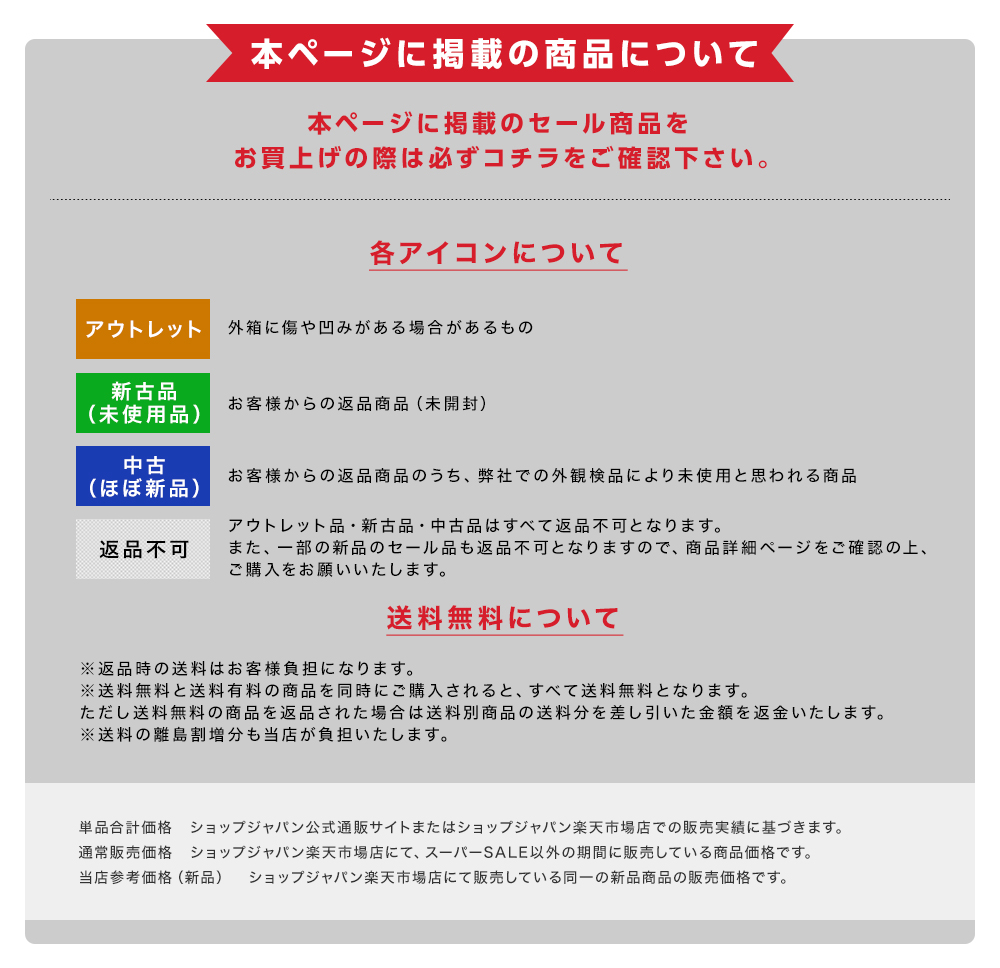 本ページに掲載の商品について
本ページに掲載のセール商品を
お買上げの際は必ずコチラをご確認下さい。
各アイコンについて
アウトレット
外箱に傷や凹みがある場合があるもの
新古品
（未使用品）
お客様からの返品商品（未開封）
中古
（ほぼ新品）
お客様からの返品商品のうち、弊社での外観検品により未使用と思われる商品
返品不可
アウトレット品・新古品・中古品はすべて返品不可となります。
また、一部の新品のセール品も返品不可となりますので、商品詳細ページをご確認の上、
ご購入をお願いいたします。
送料無料について
※返品時の送料はお客様負担になります。
※送料無料と送料有料の商品を同時にご購入されると、すべて送料無料となります。
ただし送料無料の商品を返品された場合は送料別商品の送料分を差し引いた金額を返金いたします。
※送料の離島割増分も当店が負担いたします。
単品合計価格　ショップジャパン公式通販サイトまたはショップジャパン楽天市場店での販売実績に基づきます。
通常販売価格　ショップジャパン楽天市場店にて、スーパーSALE以外の期間に販売している商品価格です。
当店参考価格（新品）　ショップジャパン楽天市場店にて販売している同一の新品商品の販売価格です。